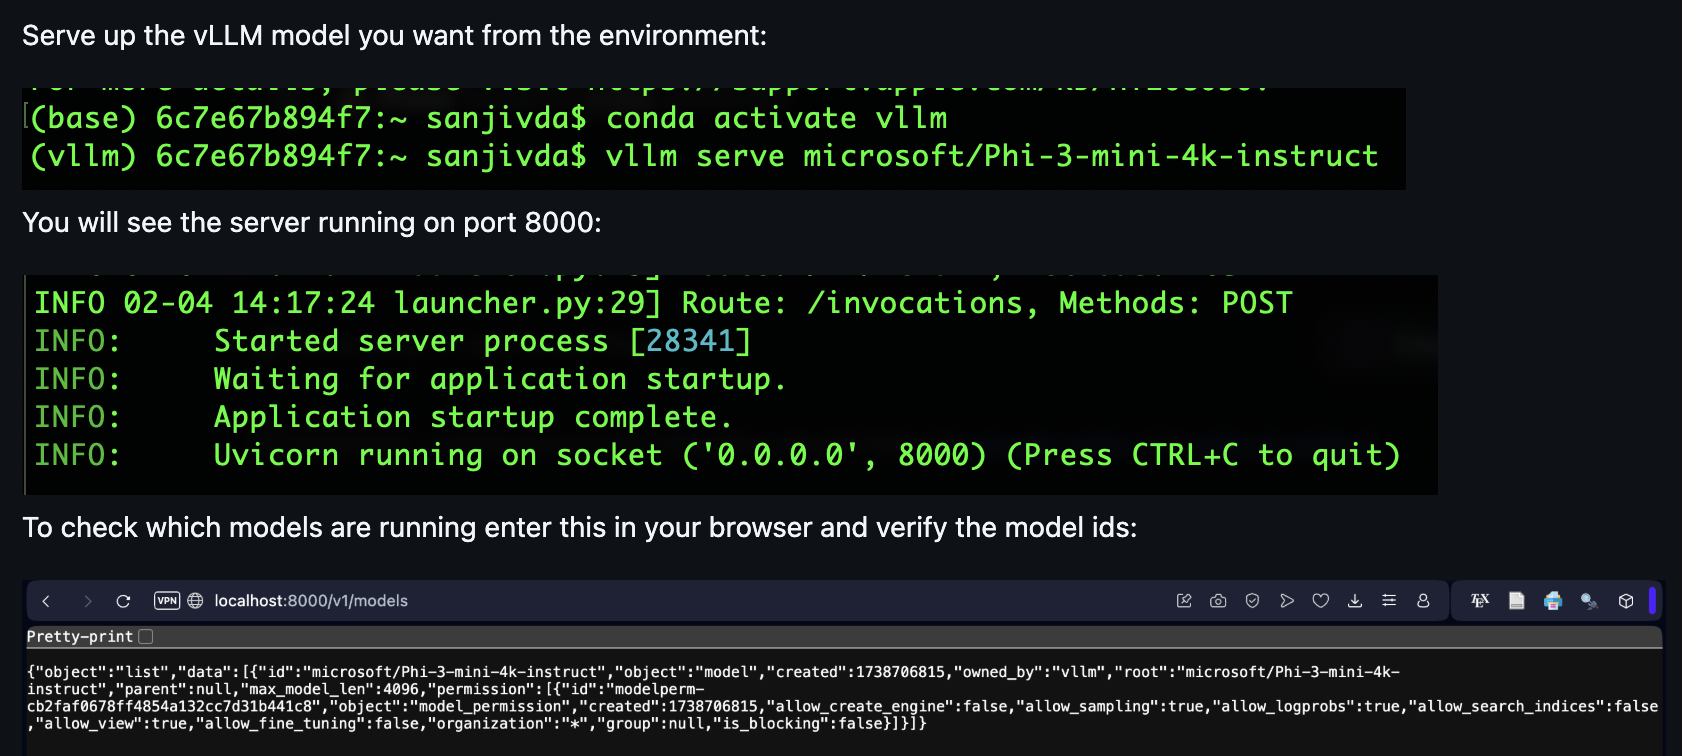 Serve up the vLLM model you want from the environment:
(base) 6c7e67b894f7:~ sanjivda$ conda activate vllm
(vllm) 6c7e67b894f7:~ sanjivda$ vllm serve microsoft/Phi-3-mini-4k-instruct
You will see the server running on port 8000:
INFO 02-04 14:17:24 launcher.py:29] Route: /invocations, Methods: POST
INFO:     Started server process [28341]
INFO:     Waiting for application startup.
INFO:     Application startup complete.
INFO:     Uvicorn running on socket ('0.0.0.0', 8000) (Press CTRL+C to quit)
To check which models are running enter this in your browser and verify the model ids:
VPN localhost:8000/v1/models
Pretty-print
{"object":"list","data":[{"id":"microsoft/Phi-3-mini-4k-instruct","object":"model","created":1738706815,"owned_by":"vllm","root":"microsoft/Phi-3-mini-4k-
instruct","parent":null,"max_model_len":4096,"permission":[{"id":"modelperm-
cb2faf0678ff4854a132cc7d31b441c8","object":"model_permission","created":1738706815,"allow_create_engine":false,"allow_sampling":true,"allow_logprobs":true,"allow_search_indices":false
,"allow_view":true,"allow_fine_tuning":false,"organization":"*","group":null,"is_blocking":false}]}]}